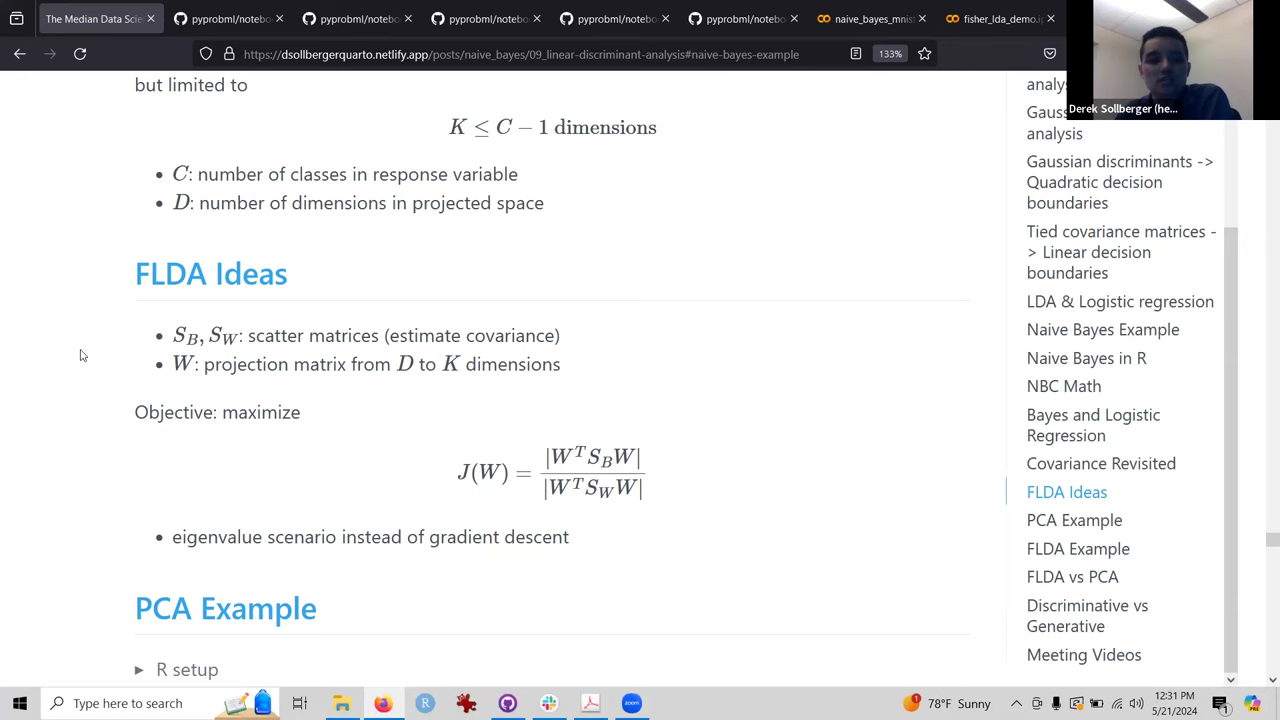 The Median Data Scien
pyprobml/notebo
pyprobml/notebo
pyprobml/notebo
pyprobml/notebo
pyprobml/notebo
naive_bayes_mnist
fisher_lda_demo.ip
https://dsollbergerquarto.netlify.app/posts/naive_bayes/09_linear-discriminant-analysis#naive-bayes-example
133%
Derek Sollberger (he...
but limited to
K ≤ C − 1 dimensions
• C: number of classes in response variable
• D: number of dimensions in projected space
FLDA Ideas
• S_B, S_W: scatter matrices (estimate covariance)
• W: projection matrix from D to K dimensions
Objective: maximize
J(W) = |W^T S_B W| / |W^T S_W W|
• eigenvalue scenario instead of gradient descent
PCA Example
R setup
analy
Gaus
analysis
Gaussian discriminants ->
Quadratic decision
boundaries
Tied covariance matrices -
> Linear decision
boundaries
LDA & Logistic regression
Naive Bayes Example
Naive Bayes in R
NBC Math
Bayes and Logistic
Regression
Covariance Revisited
FLDA Ideas
PCA Example
FLDA Example
FLDA vs PCA
Discriminative vs
Generative
Meeting Videos
Type here to search
78°F Sunny
12:31 PM
5/21/2024